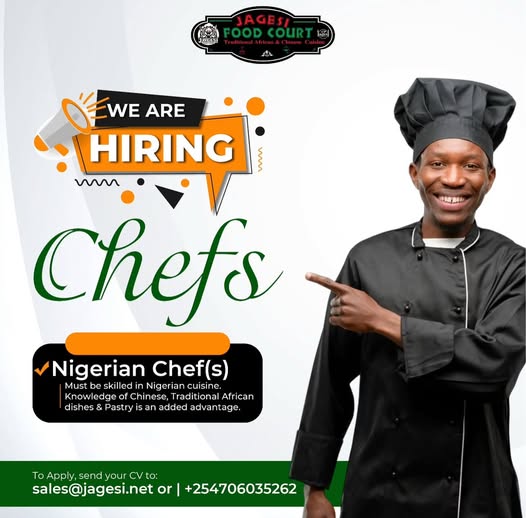 JAGESI
FOOD COURT
Traditional African & Chinese Cuisine
WE ARE
HIRING
Chefs
Nigerian Chef(s)
Must be skilled in Nigerian cuisine.
Knowledge of Chinese, Traditional African
dishes & Pastry is an added advantage.
To Apply, send your CV to:
sales@jagesi.net or | +254706035262